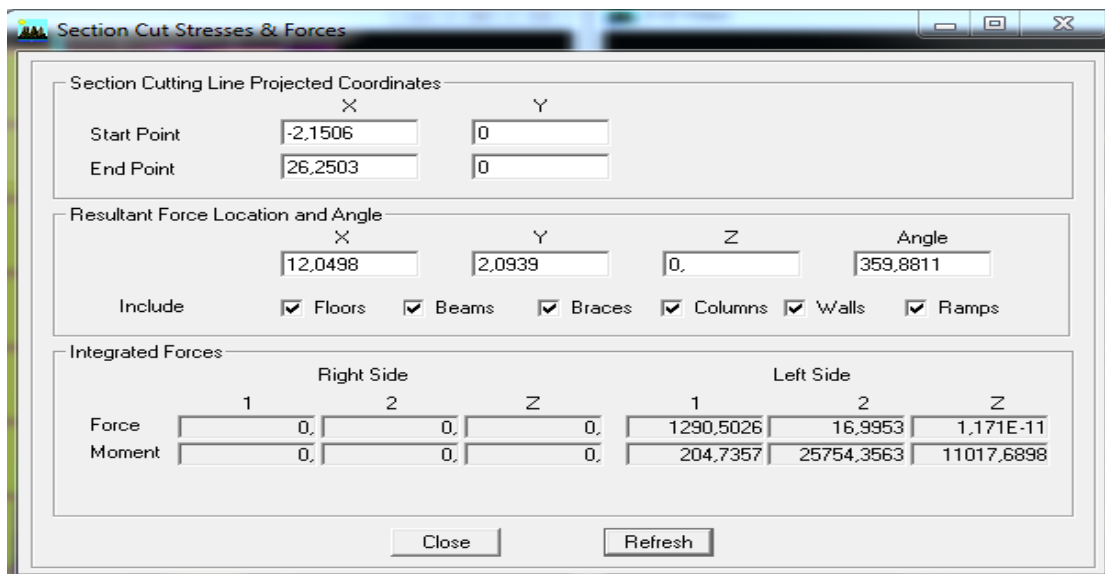 Section Cut Stresses & Forces
Section Cutting Line Projected Coordinates
X Y
Start Point -2,1506 0
End Point 26,2503 0
Resultant Force Location and Angle
X Y Z Angle
12,0498 2,0939 0, 359,8811
Include Floors Beams Braces Columns Walls Ramps
Integrated Forces
Right Side Left Side
1 2 Z 1 2 Z
Force 0, 0, 0, 1290,5026 16,9953 1,171E-11
Moment 0, 0, 0, 204,7357 25754,3563 11017,6898
Close Refresh